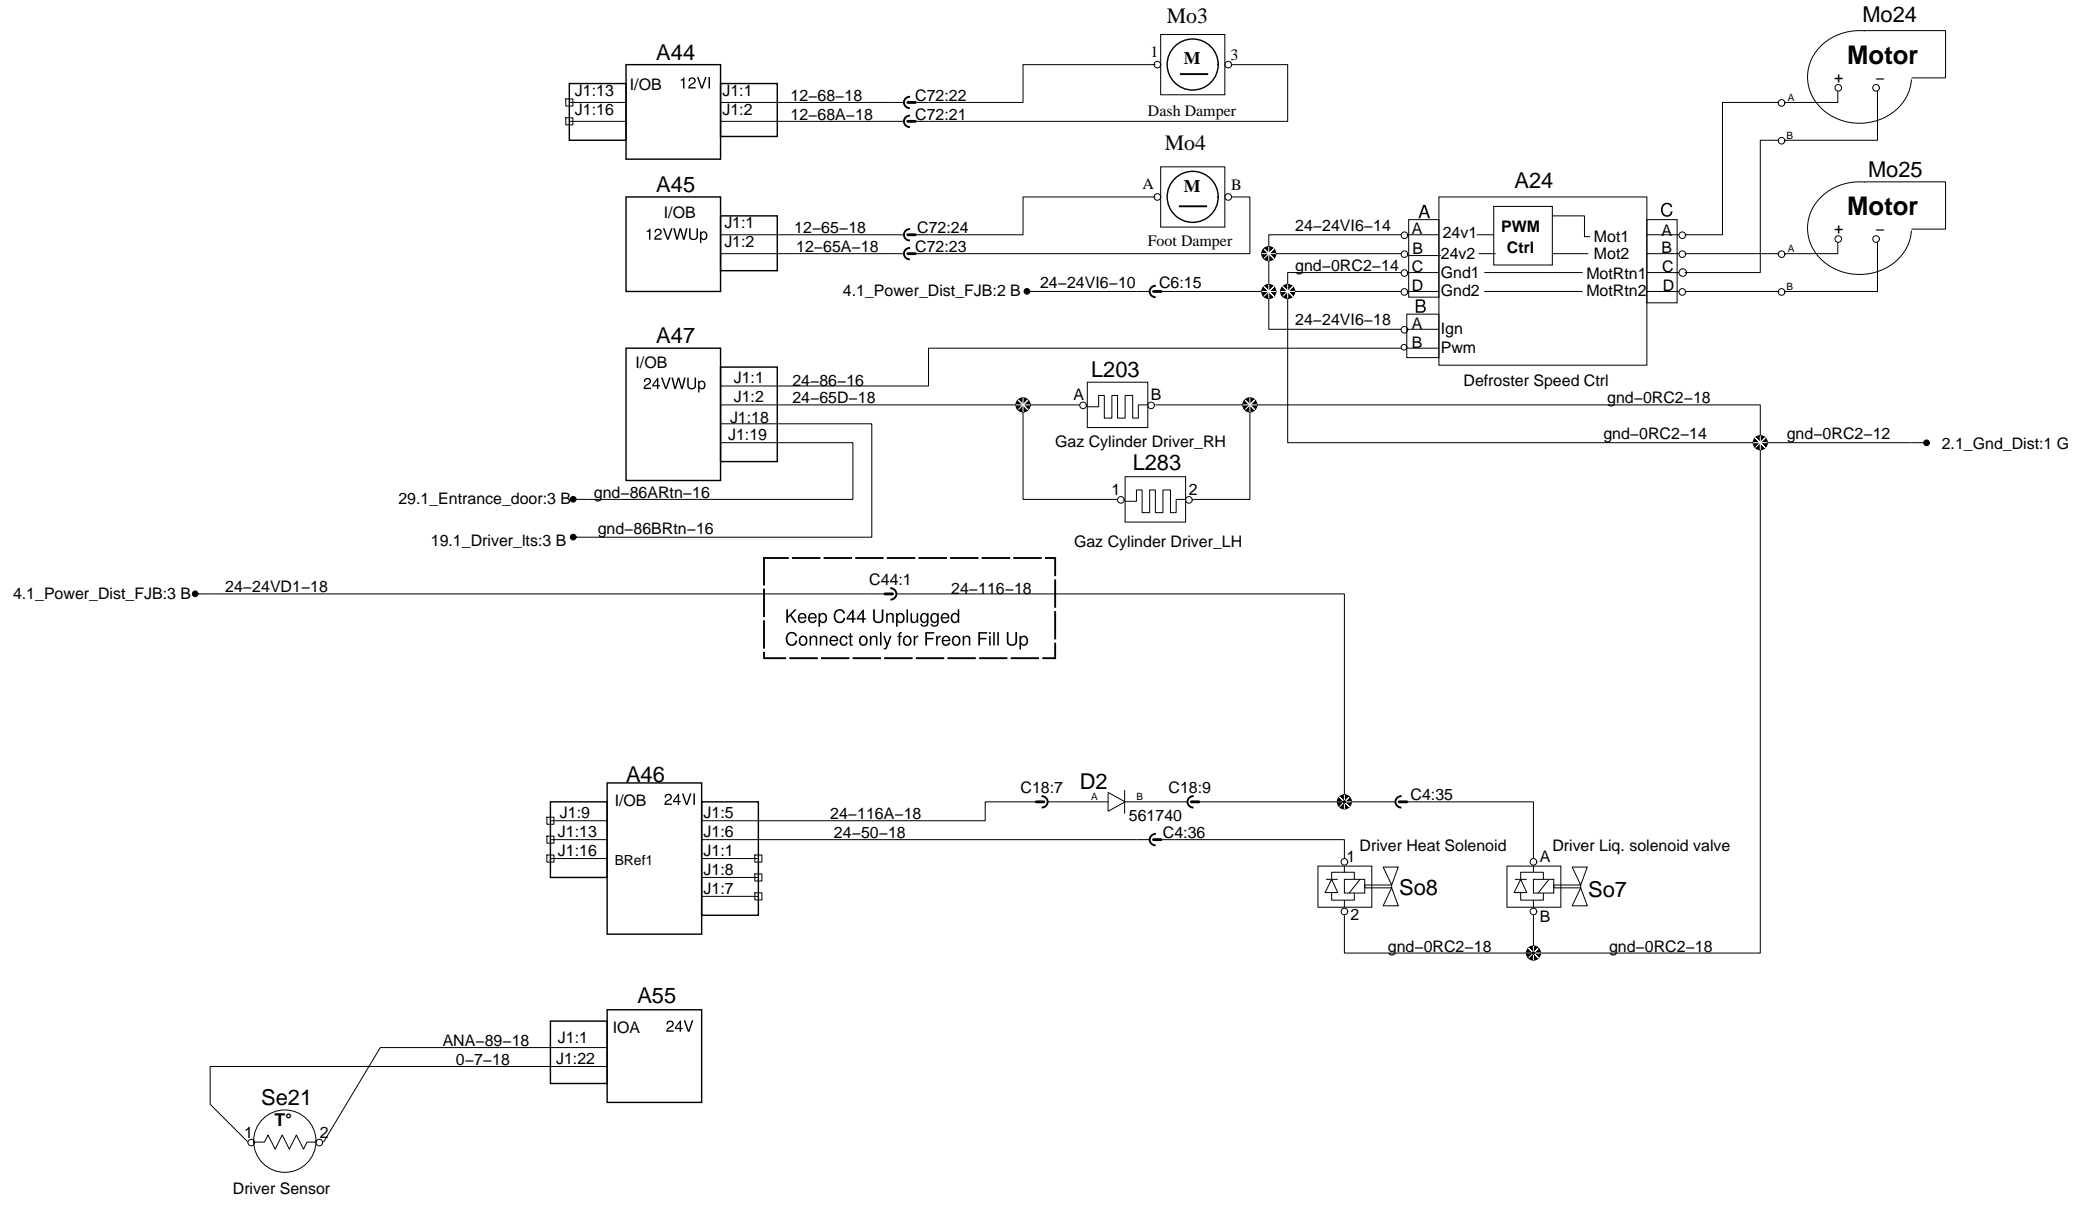 Mo3
1
M
3
Dash Damper
A44
I/OB 12VI
J1:13
J1:16
J1:1
J1:2
12–68–18
12–68A–18
C72:22
C72:21
Mo24
Motor
+ –
A
B
Mo4
A
M
B
Foot Damper
A45
I/OB
12VWUp
J1:1
J1:2
12–65–18
12–65A–18
C72:24
C72:23
Mo25
Motor
+ –
A
B
4.1_Power_Dist_FJB:2 B
24–24VI6–10
C6:15
24–24VI6–14
gnd–0RC2–14
24–24VI6–18
A24
A
A
B
C
D
B
A
B
24v1
24v2
Gnd1
Gnd2
Ign
Pwm
PWM
Ctrl
Mot1
Mot2
MotRtn1
MotRtn2
C
A
B
C
D
Defroster Speed Ctrl
A47
I/OB
24VWUp
J1:1
J1:2
J1:18
J1:19
24–86–16
24–65D–18
L203
A
B
Gaz Cylinder Driver_RH
L283
1
2
Gaz Cylinder Driver_LH
gnd–0RC2–18
gnd–0RC2–14
gnd–0RC2–12
2.1_Gnd_Dist:1 G
29.1_Entrance_door:3 B
gnd–86ARtn–16
19.1_Driver_lts:3 B
gnd–86BRtn–16
4.1_Power_Dist_FJB:3 B
24–24VD1–18
C44:1
24–116–18
Keep C44 Unplugged
Connect only for Freon Fill Up
A46
I/OB 24VI
BRef1
J1:9
J1:13
J1:16
J1:5
J1:6
J1:1
J1:8
J1:7
24–116A–18
24–50–18
C18:7
D2
A
B
561740
C18:9
C4:35
C4:36
Driver Heat Solenoid
1
So8
2
Driver Liq. solenoid valve
A
So7
B
gnd–0RC2–18
gnd–0RC2–18
A55
IOA 24V
J1:1
J1:22
ANA–89–18
0–7–18
Se21
T°
1
2
Driver Sensor